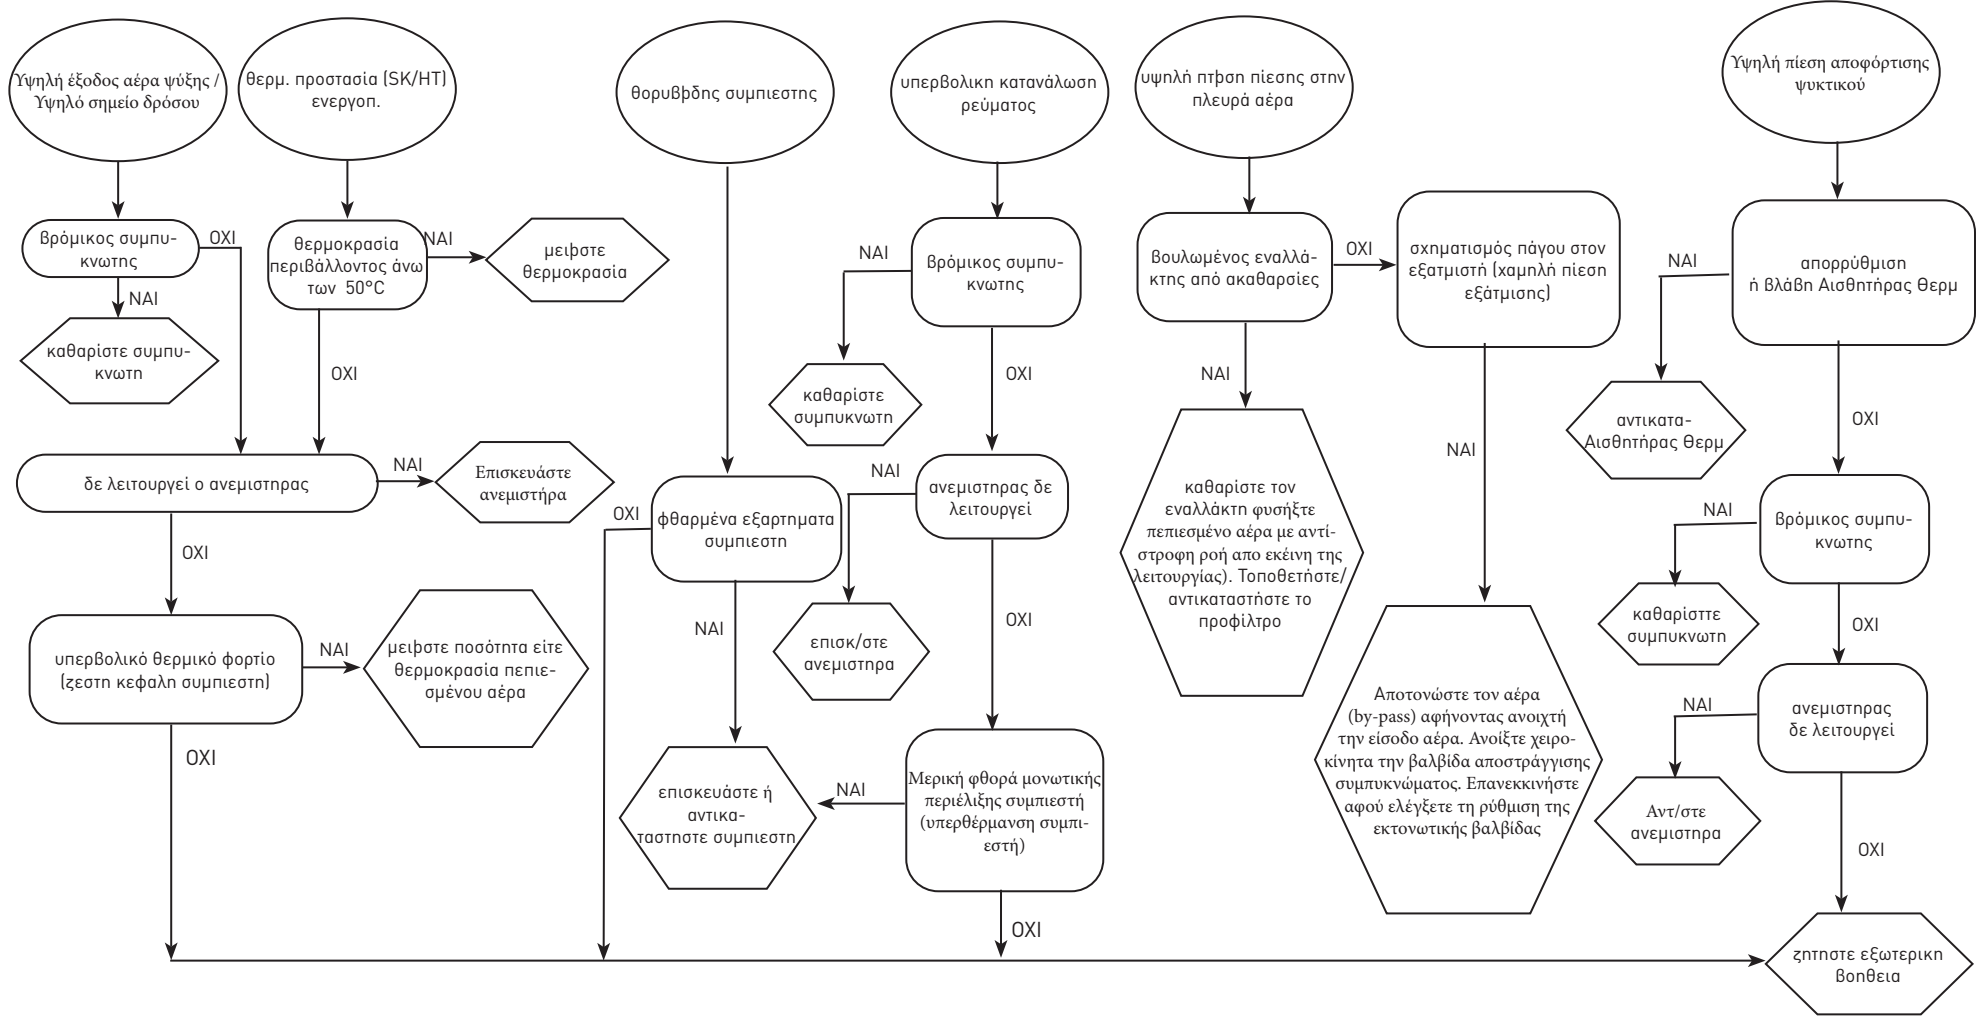 Υψηλή έξοδος αέρα ψύξης /
Υψηλό σημείο δρόσου
θερμ. προστασία (SK/HT)
ενεργοπ.
θορυβþδης συμπιεστης
υπερβολικη κατανάλωση
ρεύματος
υψηλή πτþση πίεσης στην
πλευρά αέρα
Υψηλή πίεση αποφόρτισης
ψυκτικού
βρόμικος συμπυ-
κνωτης
ΟΧΙ
ΝΑΙ
καθαρίστε συμπυ-
κνωτη
θερμοκρασία
περιβάλλοντος άνω
των 50°C
ΝΑΙ
μειþστε
θερμοκρασία
ΟΧΙ
δε λειτουργεί ο ανεμιστηρας
ΝΑΙ
Επισκευάστε
ανεμιστήρα
ΟΧΙ
υπερβολικό θερμικό φορτίο
(ζεστη κεφαλη συμπιεστη)
ΝΑΙ
μειþστε ποσότητα είτε
θερμοκρασία πεπιε-
σμένου αέρα
ΟΧΙ
φθαρμένα εξαρτηματα
συμπιεστη
ΟΧΙ
ΝΑΙ
επισκευάστε ή
αντικα-
ταστηστε συμπιεστη
βρόμικος συμπυ-
κνωτης
ΝΑΙ
καθαρίστε
συμπυκνωτη
ΟΧΙ
ανεμιστηρας δε
λειτουργεί
ΝΑΙ
επισκ/στε
ανεμιστηρα
ΟΧΙ
Μερική φθορά μονωτικής
περιέλιξης συμπιεστή
(υπερθέρμανση συμπι-
εστή)
ΝΑΙ
ΟΧΙ
βουλωμένος εναλλά-
κτης από ακαθαρσίες
ΟΧΙ
ΝΑΙ
καθαρίστε τον
εναλλάκτη φυσήξτε
πεπιεσμένο αέρα με αντί-
στροφη ροή απο εκέινη της
λειτουργίας). Τοποθετήστε/
αντικαταστήστε το
προφίλτρο
σχηματισμός πάγου στον
εξατμιστή (χαμηλή πίεση
εξάτμισης)
ΝΑΙ
Αποτονώστε τον αέρα
(by-pass) αφήνοντας ανοιχτή
την είσοδο αέρα. Ανοίξτε χειρο-
κίνητα την βαλβίδα αποστράγγισης
συμπυκνώματος. Επανεκκινήστε
αφού ελέγξετε τη ρύθμιση της
εκτονωτικής βαλβίδας
απορρύθμιση
ή βλάβη Αισθητήρας Θερμ
ΝΑΙ
αντικατα-
Αισθητήρας Θερμ
ΟΧΙ
βρόμικος συμπυ-
κνωτης
ΝΑΙ
καθαρίσττε
συμπυκνωτη
ΟΧΙ
ανεμιστηρας
δε λειτουργεί
ΝΑΙ
Αντ/στε
ανεμιστηρα
ΟΧΙ
ζητηστε εξωτερικη
βοηθεια